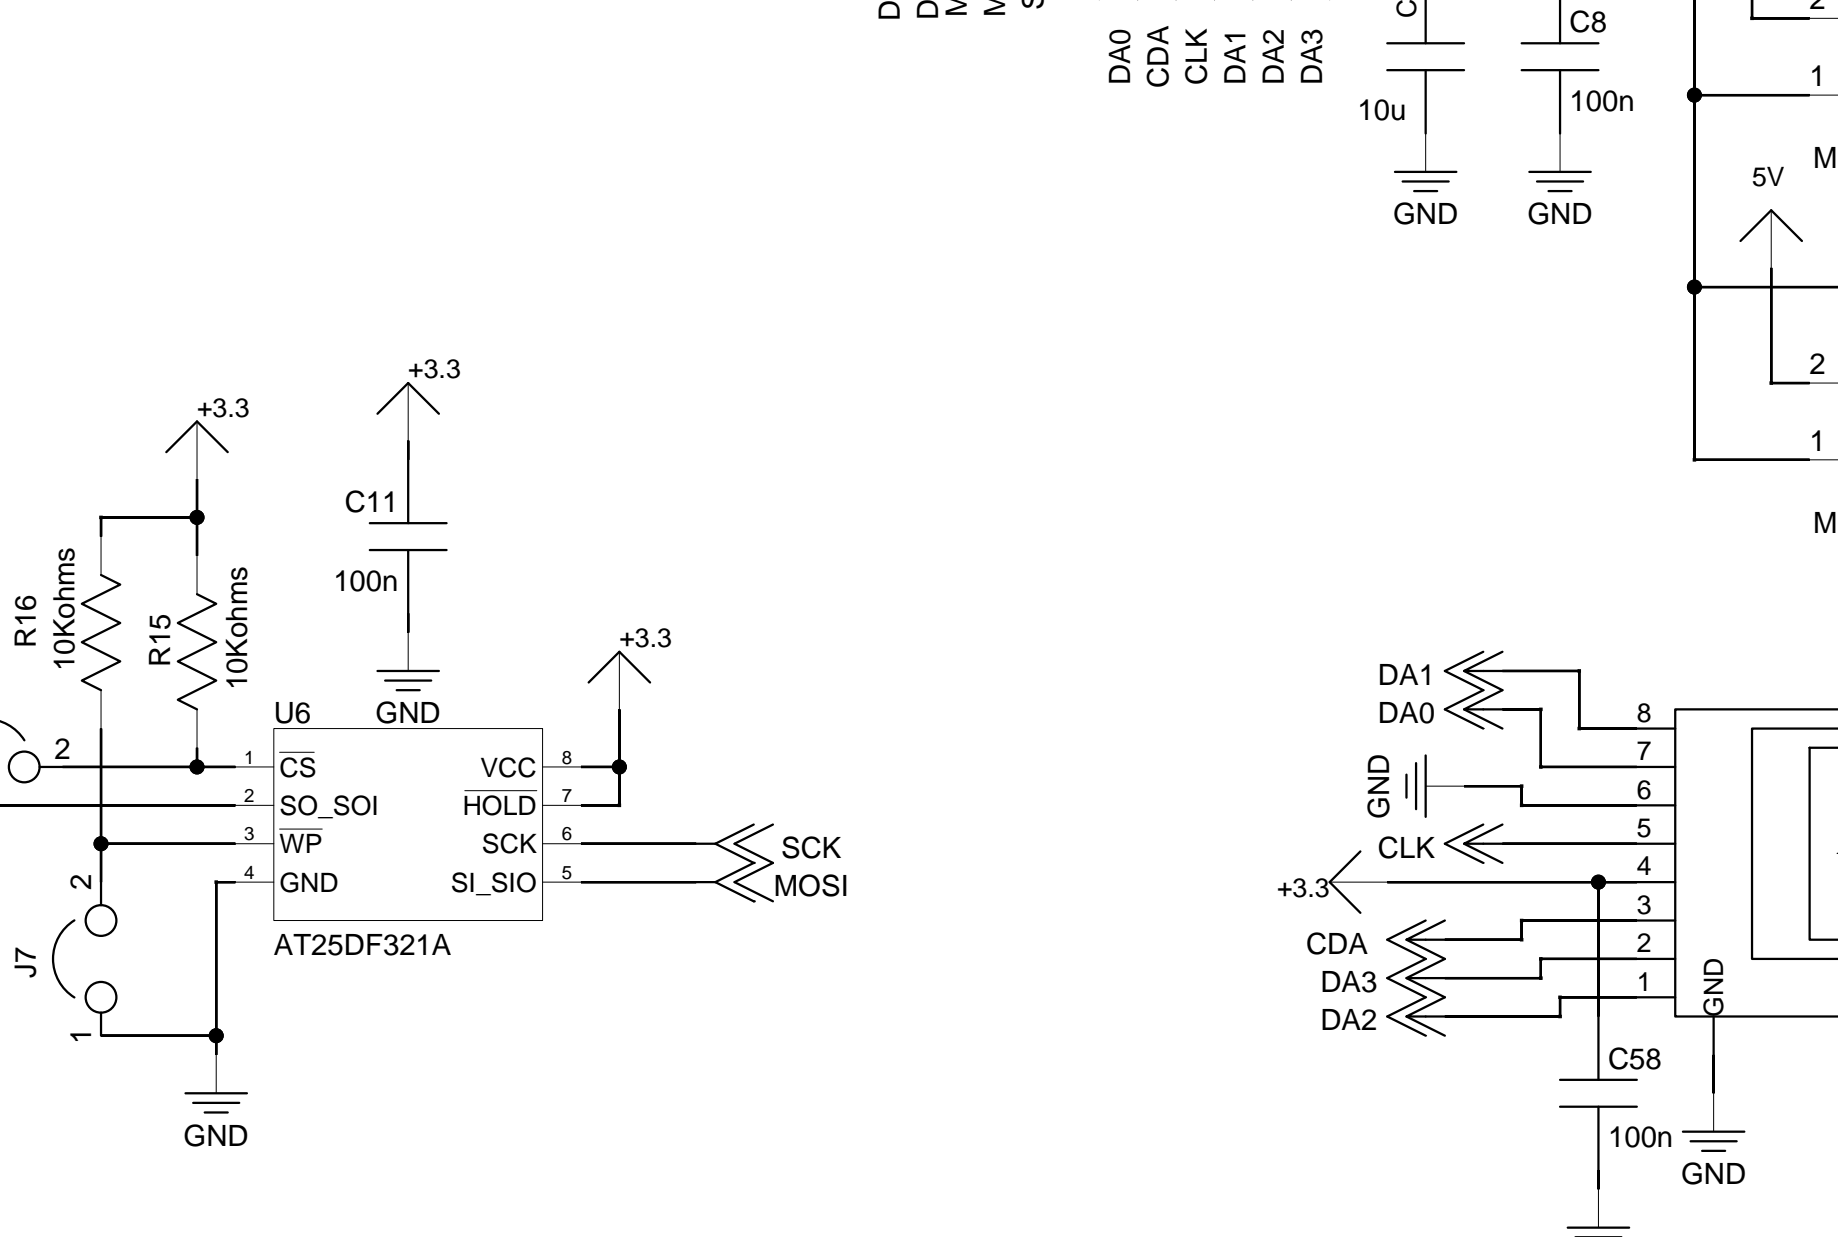 DA0
CDA
CLK
DA1
DA2
DA3
10u
GND
C8
100n
GND
2
1
5V
2
1
+3.3
R16
10Kohms
R15
10Kohms
+3.3
C11
100n
GND
+3.3
U6
2
1 CS VCC 8
2 SO_SOI HOLD 7
3 WP SCK 6
4 GND SI_SIO 5
SCK
MOSI
AT25DF321A
2
J7
1
GND
DA1
DA0
GND
CLK
+3.3
CDA
DA3
DA2
8
7
6
5
4
3
2
1
GND
C58
100n
GND